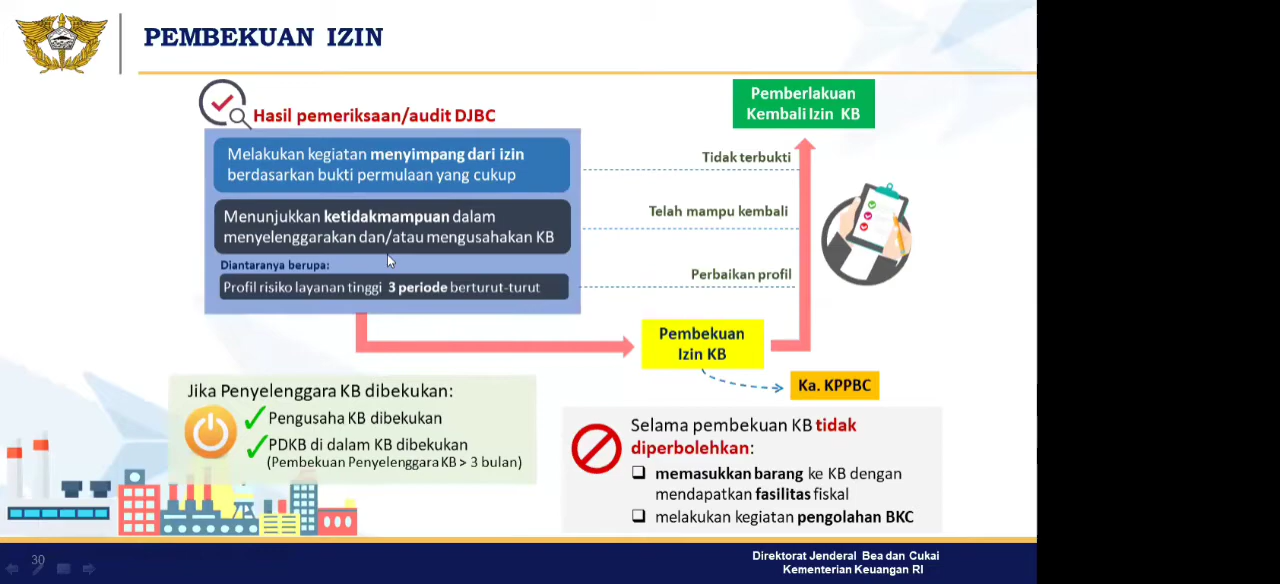 PEMBEKUAN IZIN
Hasil pemeriksaan/audit DJBC
Melakukan kegiatan menyimpang dari izin
berdasarkan bukti permulaan yang cukup
Menunjukkan ketidakmampuan dalam
menyelenggarakan dan/atau mengusahakan KB
Diantaranya berupa:
Profil risiko layanan tinggi 3 periode berturut-turut
Pemberlakuan
Kembali Izin KB
Tidak terbukti
Telah mampu kembali
Perbaikan profil
Pembekuan
Izin KB
Ka. KPPBC
Jika Penyelenggara KB dibekukan:
Pengusaha KB dibekukan
PDKB di dalam KB dibekukan
(Pembekuan Penyelenggara KB > 3 bulan)
Selama pembekuan KB tidak
diperbolehkan:
memasukkan barang ke KB dengan
mendapatkan fasilitas fiskal
melakukan kegiatan pengolahan BKC
30
Direktorat Jenderal Bea dan Cukai
Kementerian Keuangan RI